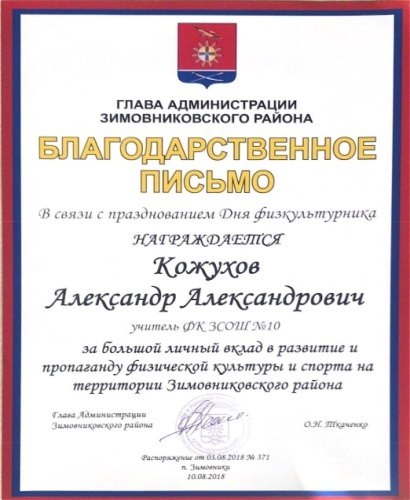 ГЛАВА АДМИНИСТРАЦИИ
ЗИМОВНИКОВСКОГО РАЙОНА
БЛАГОДАРСТВЕННОЕ
ПИСЬМО
В связи с празднованием Дня физкультурника
НАГРАЖДАЕТСЯ
Кожухов
Александр Александрович
учитель ФК ЗСОШ №10
за большой личный вклад в развитие и
пропаганду физической культуры и спорта на
территории Зимовниковского района
Глава Администрации
Зимовниковского района
О.Н. Ткаченко
Распоряжение от 03.08.2018 № 371
п. Зимовники
10.08.2018